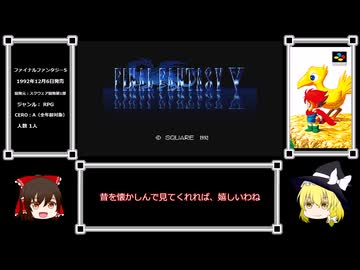 ファイナルファンタジー5
1992年12月6日発売
開発元：スクウェア開発第1部
ジャンル： RPG
CERO：A（全年齢対象）
人数 1人
FINAL FANTASY V
© SQUARE 1992
昔を懐かしんで見てくれれば、嬉しいわね